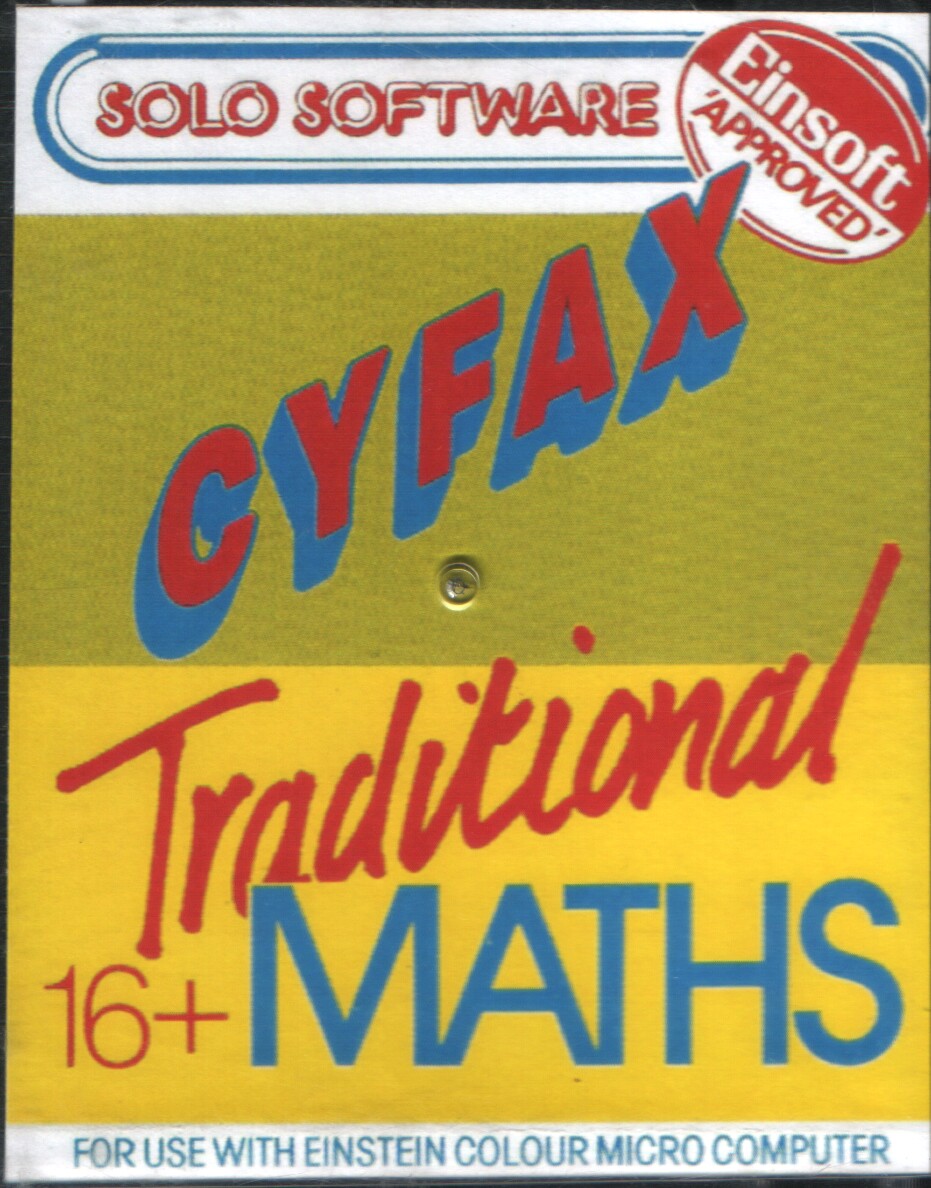 SOLO SOFTWARE
Einsoft
'APPROVED'
CYFAX
Traditional
16+ MATHS
FOR USE WITH EINSTEIN COLOUR MICRO COMPUTER